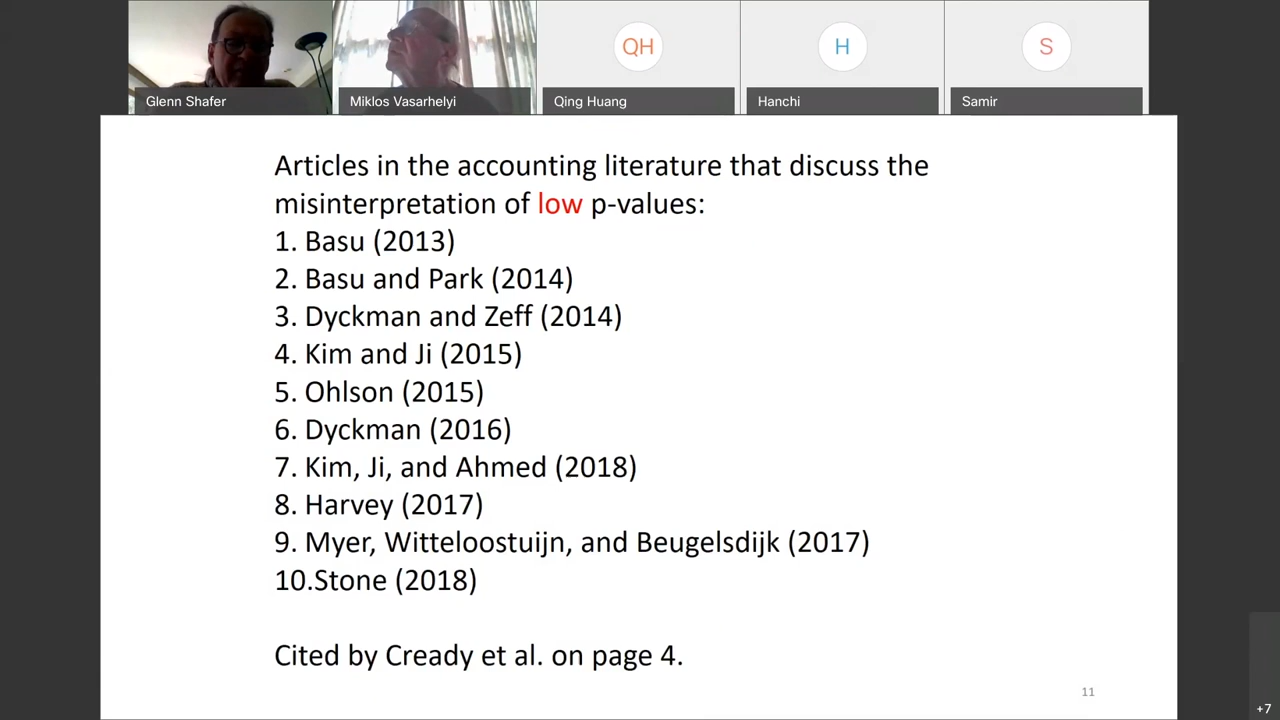 QH
H
S
Glenn Shafer
Miklos Vasarhelyi
Qing Huang
Hanchi
Samir
Articles in the accounting literature that discuss the
misinterpretation of low p-values:
1. Basu (2013)
2. Basu and Park (2014)
3. Dyckman and Zeff (2014)
4. Kim and Ji (2015)
5. Ohlson (2015)
6. Dyckman (2016)
7. Kim, Ji, and Ahmed (2018)
8. Harvey (2017)
9. Myer, Witteloostuijn, and Beugelsdijk (2017)
10.Stone (2018)
Cited by Cready et al. on page 4.
11
+7